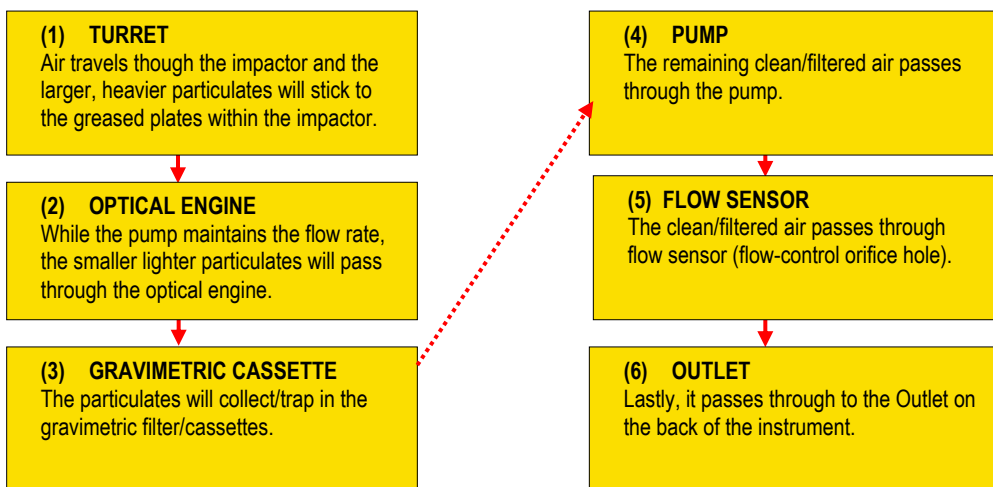 (1) TURRET
Air travels though the impactor and the
larger, heavier particulates will stick to
the greased plates within the impactor.
(2) OPTICAL ENGINE
While the pump maintains the flow rate,
the smaller lighter particulates will pass
through the optical engine.
(3) GRAVIMETRIC CASSETTE
The particulates will collect/trap in the
gravimetric filter/cassettes.
(4) PUMP
The remaining clean/filtered air passes
through the pump.
(5) FLOW SENSOR
The clean/filtered air passes through
flow sensor (flow-control orifice hole).
(6) OUTLET
Lastly, it passes through to the Outlet on
the back of the instrument.